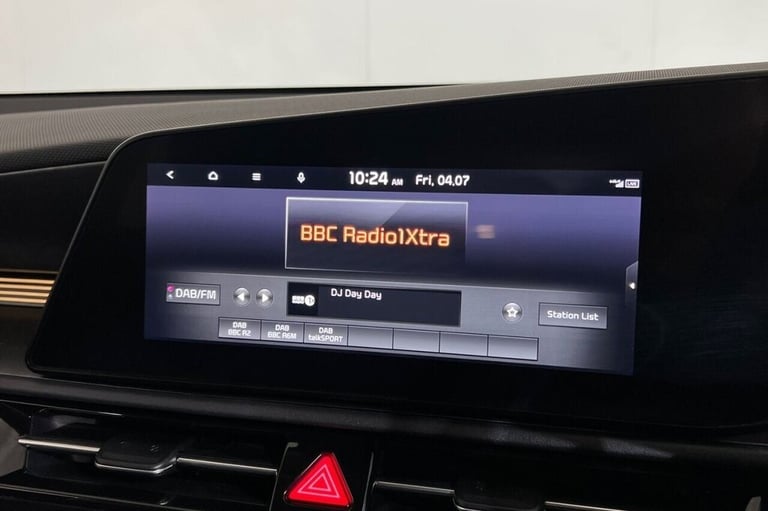 10:24 AM Fri, 04.07
BBC Radio1Xtra
DAB/FM
DJ Day Day
Station List
DAB
BBC R2
DAB
BBC R6M
DAB
talkSPORT